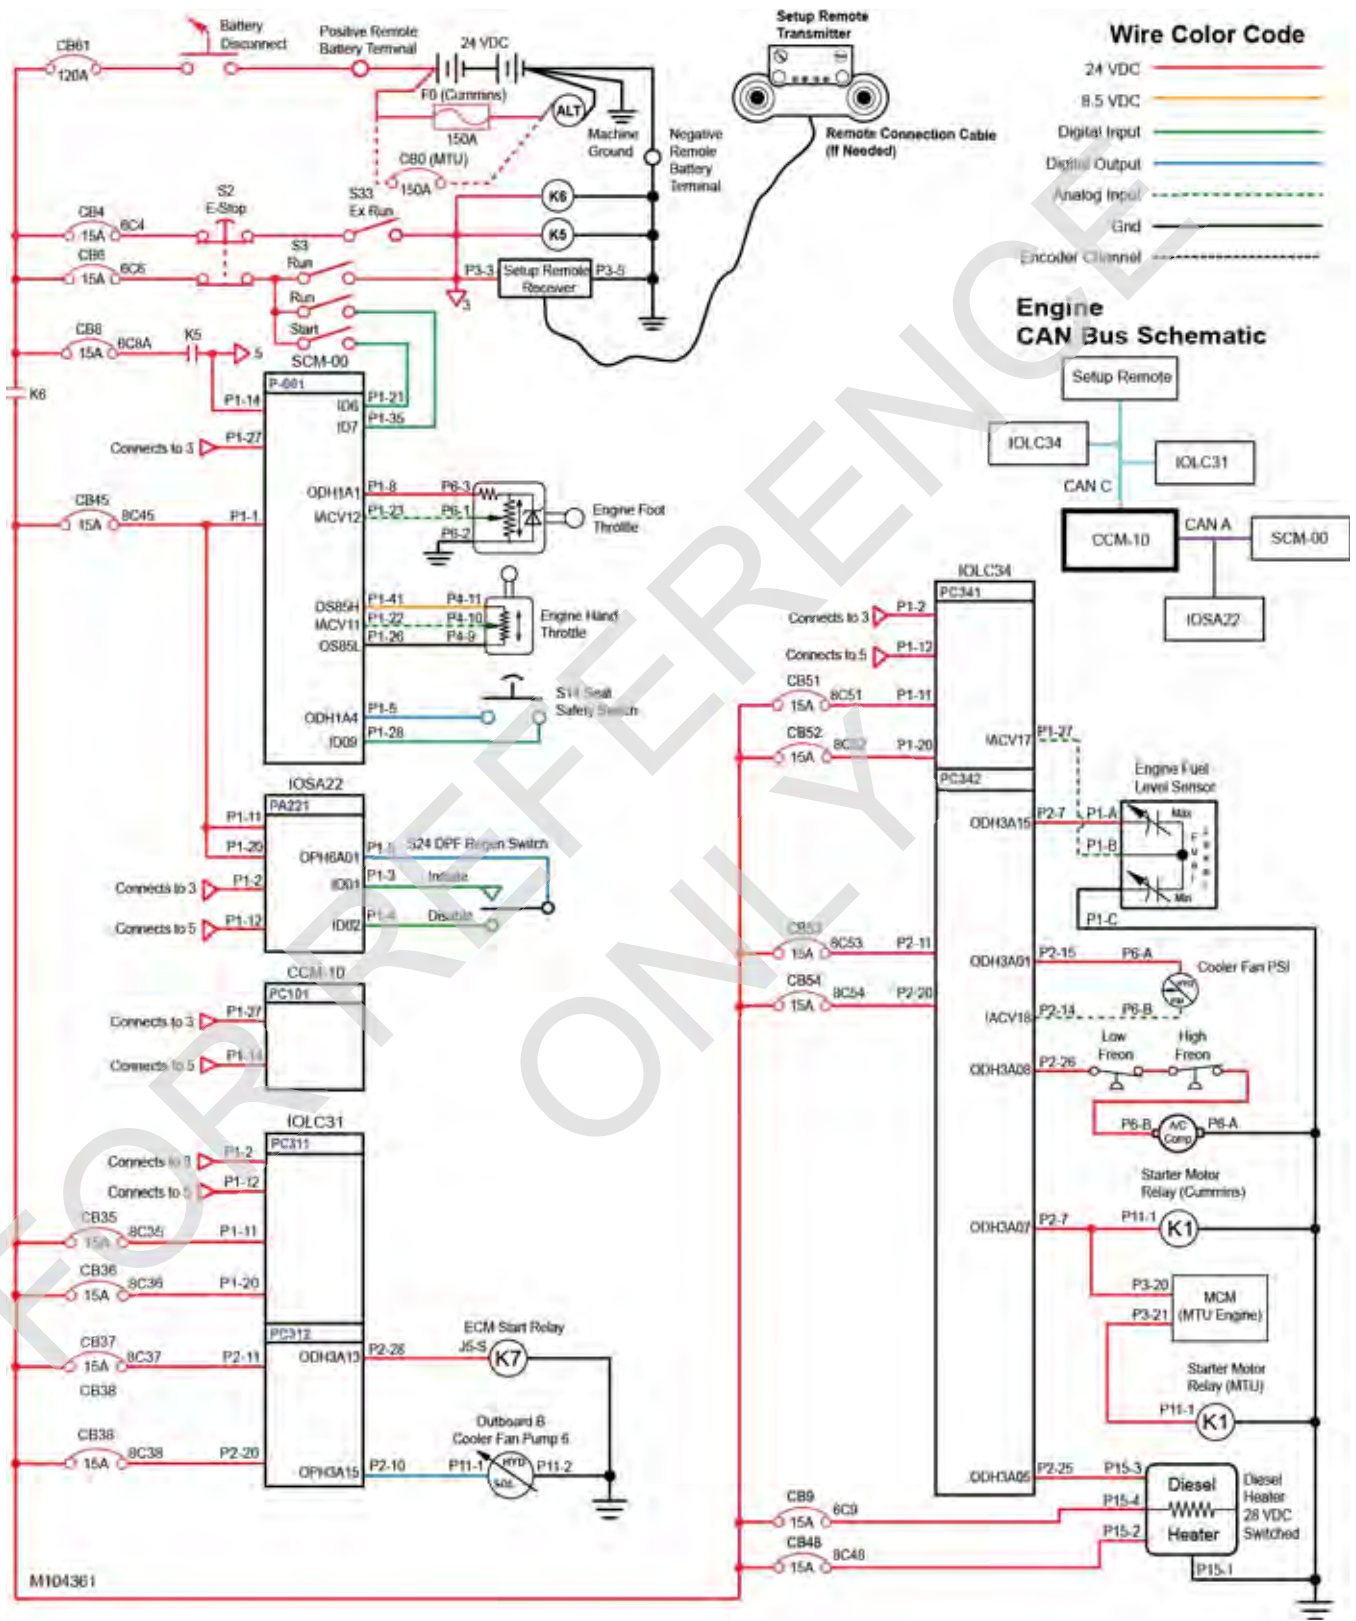 Battery
Disconnect
CB61
120A
Positive Remote
Battery Terminal
24 VDC
F0 (Cummins)
150A
ALT
CB0 (MTU)
150A
Machine
Ground
Negative
Remote
Battery
Terminal
Setup Remote
Transmitter
Remote Connection Cable
(If Needed)
Wire Color Code
24 VDC
8.5 VDC
Digital Input
Digital Output
Analog Input
Gnd
Encoder Channel
CB4
15A
6C4
S2
E-Stop
S33
Ex Run
K6
K5
CB6
15A
6C6
S3
Run
P3-3
Setup Remote
Receiver
P3-5
3
Run
Start
CB8
15A
6C8A
K5
5
K6
SCM-00
P-001
P1-14
ID6
P1-21
ID7
P1-35
Connects to 3
P1-27
CB45
15A
8C45
P1-1
ODH1A1
P1-8
P6-3
IACV12
P1-23
P6-1
P6-2
Engine Foot
Throttle
OS85H
P1-41
P4-11
IACV11
P1-22
P4-10
OS85L
P1-26
P4-9
Engine Hand
Throttle
S14 Seat
Safety Switch
ODH1A4
P1-5
ID09
P1-28
IOSA22
PA221
P1-11
P1-20
OPH6A01
P1-5
S24 DPF Regen Switch
ID01
P1-3
Initiate
Connects to 3
P1-2
ID02
P1-4
Disable
Connects to 5
P1-12
CCM-10
PC101
Connects to 3
P1-27
Connects to 5
P1-14
IOLC31
PC311
Connects to 3
P1-2
Connects to 5
P1-12
CB35
15A
8C35
P1-11
CB36
15A
8C36
P1-20
PC312
CB37
15A
8C37
P2-11
ODH3A13
P2-28
ECM Start Relay
J5-S
K7
CB38
CB38
15A
8C38
P2-20
OPH3A15
P2-10
Outboard B
Cooler Fan Pump 6
P11-1
HYD
SOL
P11-2
M104361
Engine
CAN Bus Schematic
Setup Remote
IOLC34
IOLC31
CAN C
CCM-10
CAN A
SCM-00
IOSA22
IOLC34
PC341
Connects to 3
P1-2
Connects to 5
P1-12
CB51
15A
8C51
P1-11
CB52
15A
8C52
P1-20
IACV17
P1-27
PC342
Engine Fuel
Level Sensor
ODH3A15
P2-7
P1-A
Max
P1-B
Min
P1-C
CB53
15A
8C53
P2-11
CB54
15A
8C54
P2-20
ODH3A01
P2-15
P6-A
Cooler Fan PSI
IACV18
P2-14
P6-B
Low
Freon
High
Freon
ODH3A08
P2-26
P6-B
A/C
Comp
P6-A
Starter Motor
Relay (Cummins)
ODH3A07
P2-7
P11-1
K1
P3-20
P3-21
MCM
(MTU Engine)
Starter Motor
Relay (MTU)
P11-1
K1
ODH3A05
P2-25
P15-3
P15-4
P15-2
P15-1
Diesel
Heater
Diesel
Heater
28 VDC
Switched
CB9
15A
6C9
CB48
15A
8C48
FOR REFERENCE
ONLY